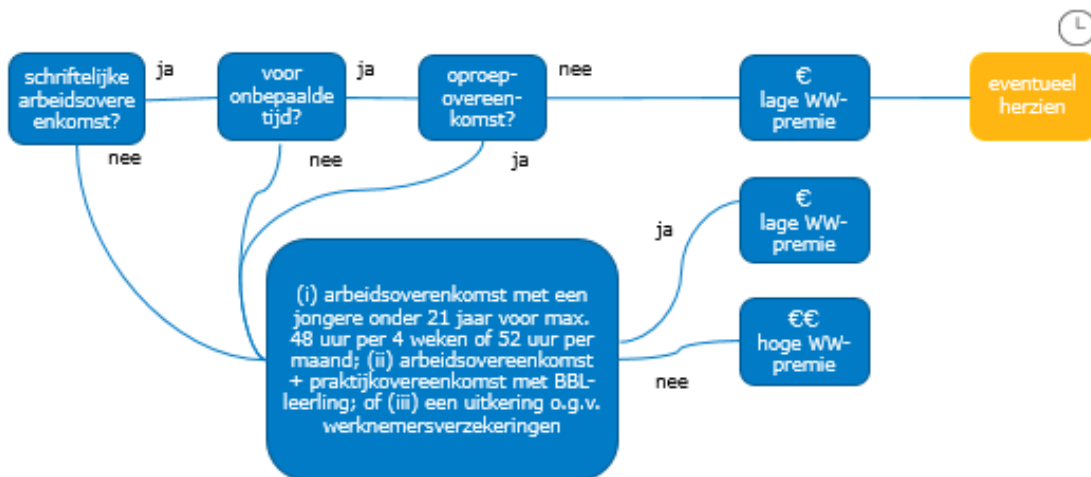 schriftelijke
arbeidsovere
enkomst?
ja
nee
voor
onbepaalde
tijd?
ja
nee
oproep-
overeen-
komst?
nee
ja
€
lage WW-
premie
eventueel
herzien
(i) arbeidsoverenkomst met een
jongere onder 21 jaar voor max.
48 uur per 4 weken of 52 uur per
maand; (ii) arbeidsovereenkomst
+ praktijkovereenkomst met BBL-
leerling; of (iii) een uitkering o.g.v.
werknemersverzekeringen
ja
€
lage WW-
premie
nee
€€
hoge WW-
premie